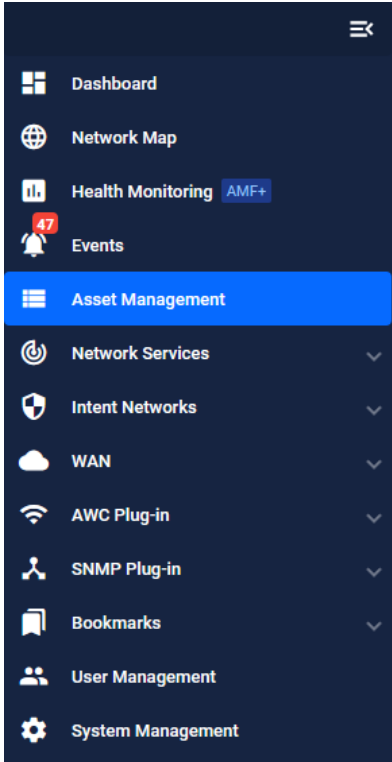 Dashboard
Network Map
Health Monitoring AMF+
47
Events
Asset Management
Network Services
Intent Networks
WAN
AWC Plug-in
SNMP Plug-in
Bookmarks
User Management
System Management